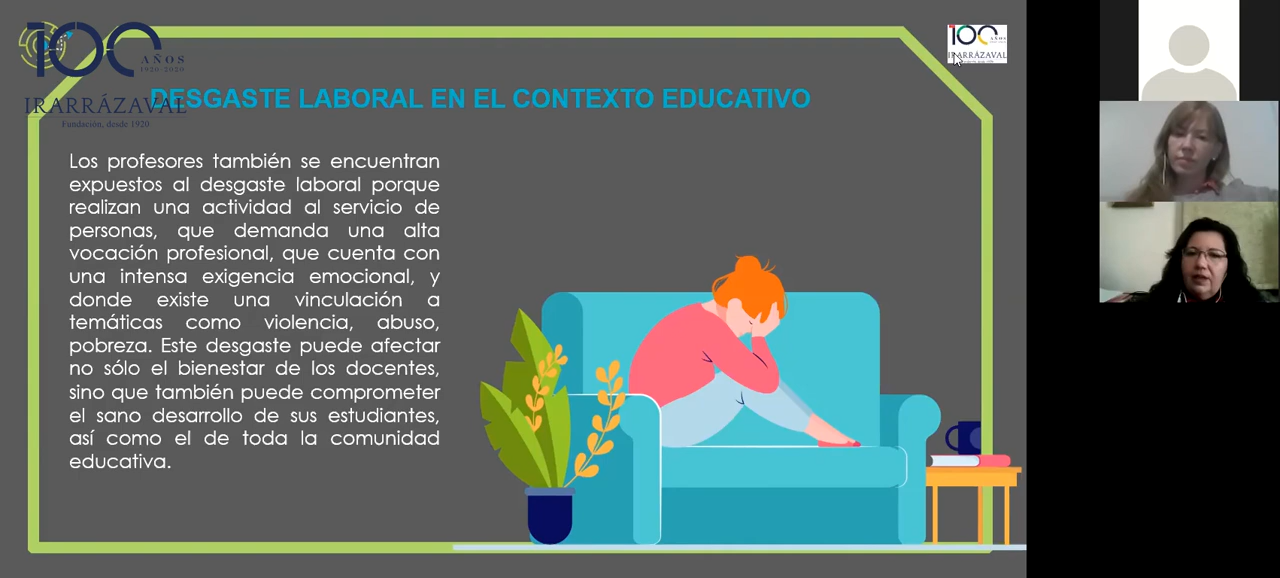 100
AÑOS
1920-2020
IRARRÁZAVAL
Fundación, desde 1920
100
AÑOS
IRARRÁZAVAL
DESGASTE LABORAL EN EL CONTEXTO EDUCATIVO
Los profesores también se encuentran
expuestos al desgaste laboral porque
realizan una actividad al servicio de
personas, que demanda una alta
vocación profesional, que cuenta con
una intensa exigencia emocional, y
donde existe una vinculación a
temáticas como violencia, abuso,
pobreza. Este desgaste puede afectar
no sólo el bienestar de los docentes,
sino que también puede comprometer
el sano desarrollo de sus estudiantes,
así como el de toda la comunidad
educativa.